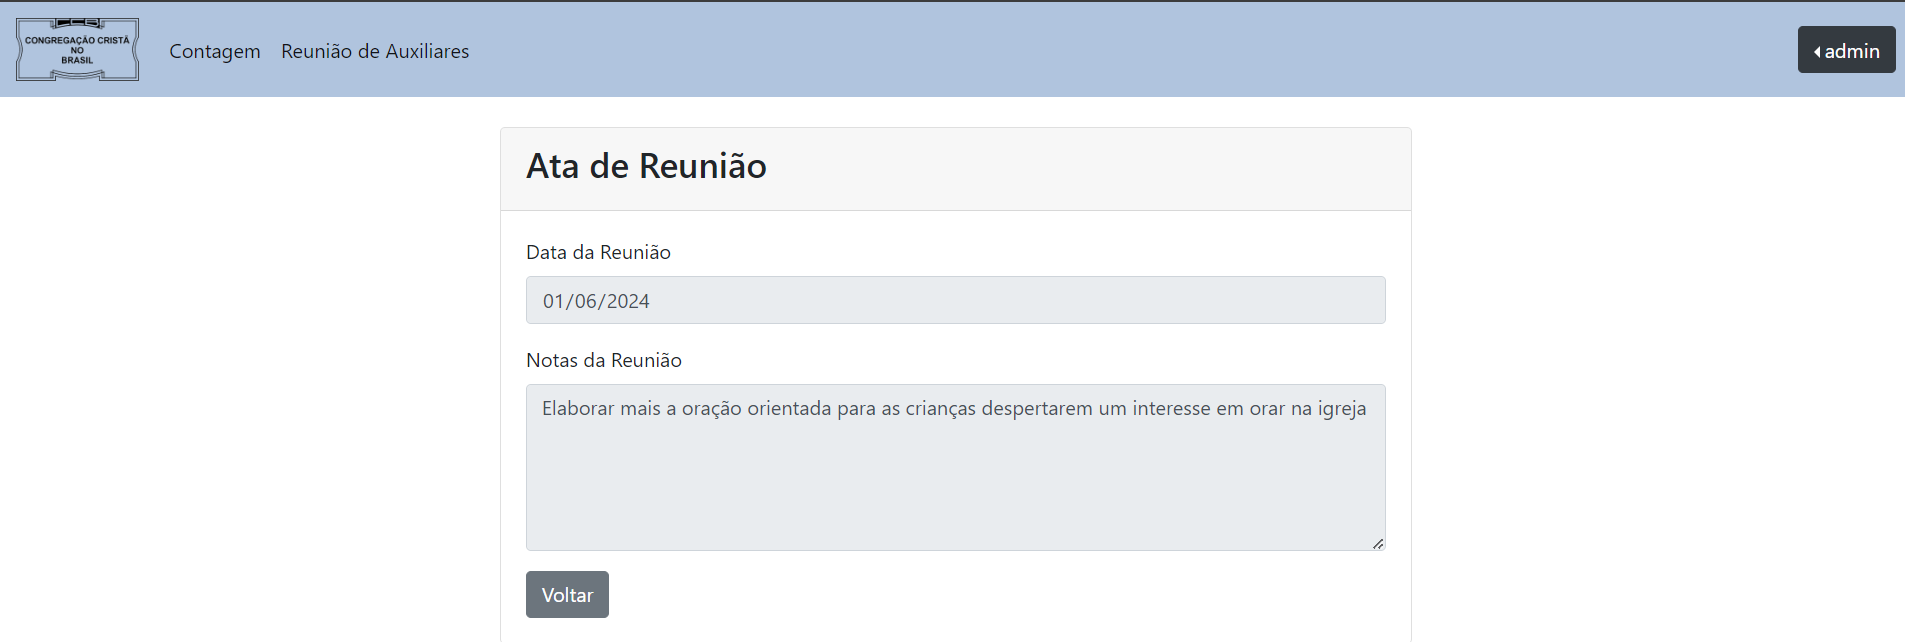 CONGREGAÇÃO CRISTÃ
NO
BRASIL
Contagem
Reunião de Auxiliares
admin
Ata de Reunião
Data da Reunião
01/06/2024
Notas da Reunião
Elaborar mais a oração orientada para as crianças despertarem um interesse em orar na igreja
Voltar